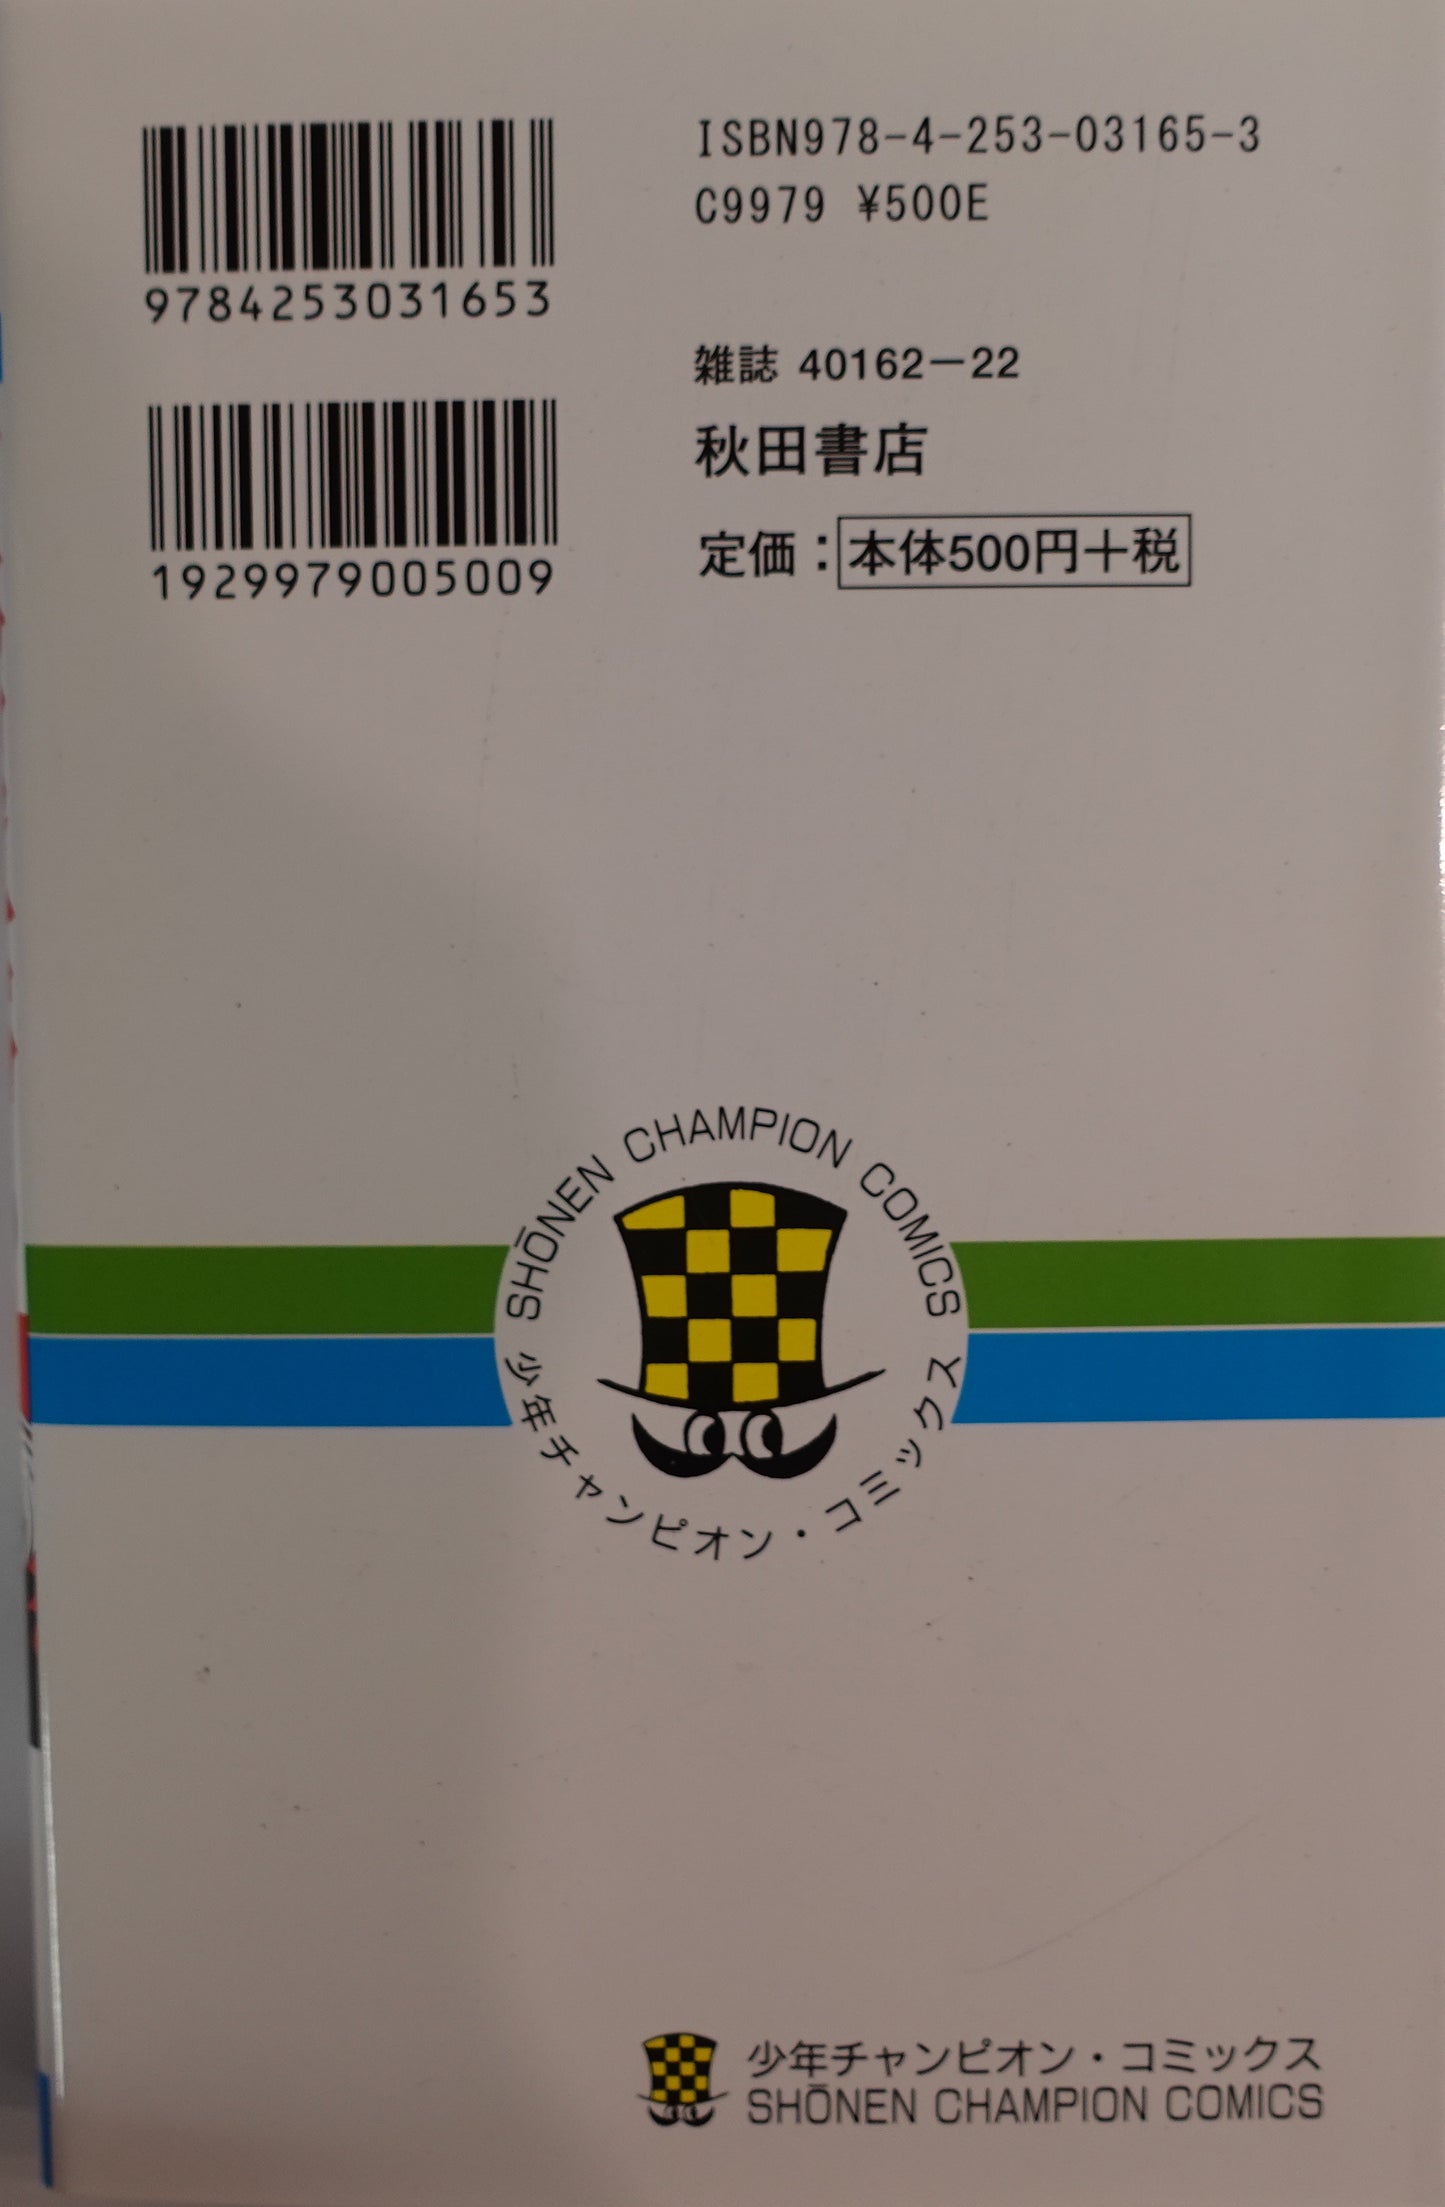 9784253031653
1929979005009
ISBN978-4-253-03165-3
C9979 ¥500E
雑誌 40162-22
秋田書店
定価：本体500円＋税
SHŌNEN CHAMPION COMICS
少年チャンピオン・コミックス
少年チャンピオン・コミックス
SHŌNEN CHAMPION COMICS